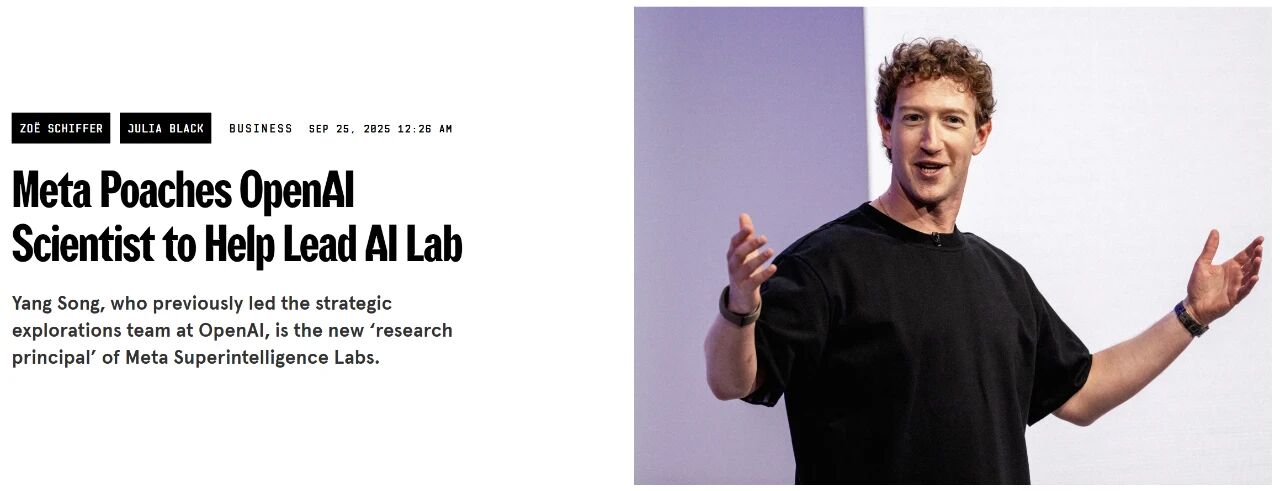 ZOË SCHIFFER JULIA BLACK BUSINESS SEP 25, 2025 12:26 AM
Meta Poaches OpenAI
Scientist to Help Lead AI Lab
Yang Song, who previously led the strategic
explorations team at OpenAI, is the new ‘research
principal’ of Meta Superintelligence Labs.